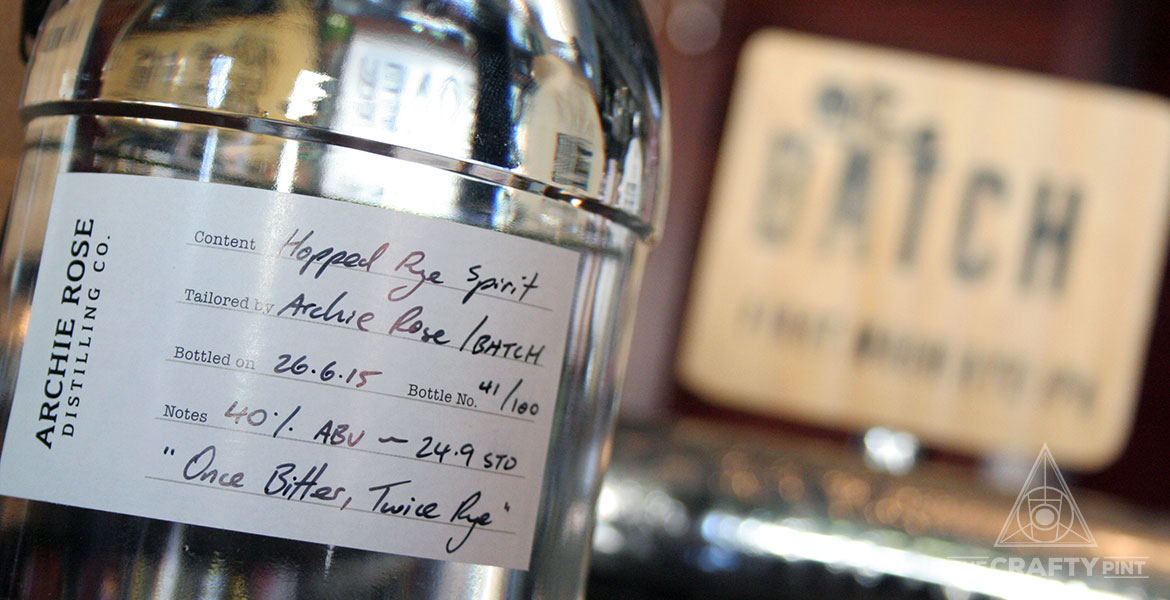 ARCHIE ROSE
DISTILLING CO.
Content Hopped Rye Spirit
Tailored by Archie Rose / BATCH
Bottled on 26.6.15 Bottle No. 41/100
Notes 40% ABV ~ 24.9 STD
"Once Bitter, Twice Rye"
BATCH
CRAFTY PINT